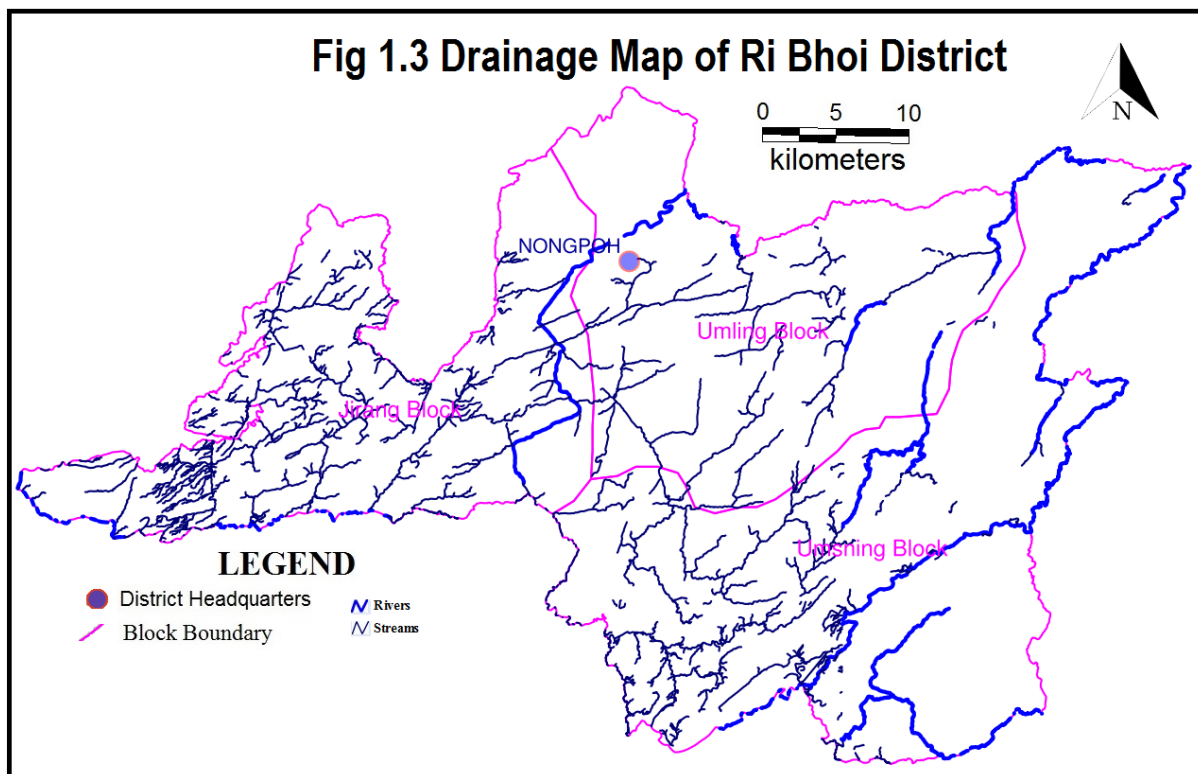 Fig 1.3 Drainage Map of Ri Bhoi District
N
0 5 10
kilometers
NONGPOH
Umling Block
Jirang Block
Umsning Block
LEGEND
District Headquarters
Block Boundary
Rivers
Streams